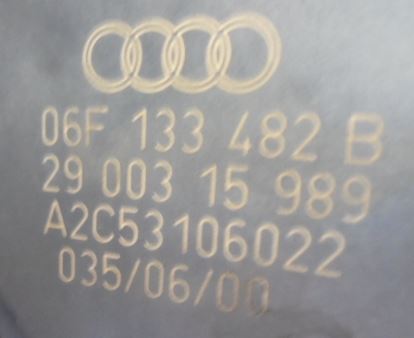 06F 133 482 B
29 003 15 989
A2C53106022
035/06/00